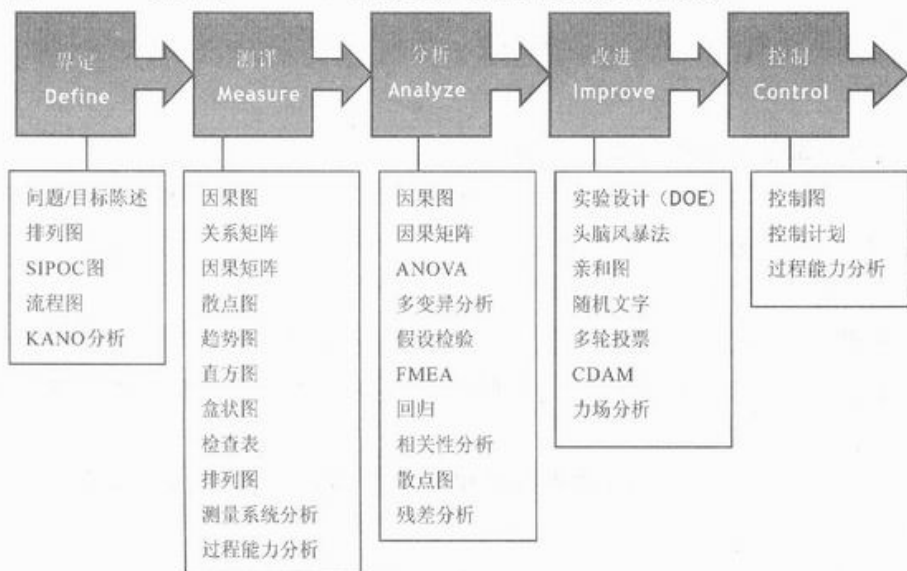 界定
Define
测评
Measure
分析
Analyze
改进
Improve
控制
Control
问题/目标陈述
排列图
SIPOC图
流程图
KANO分析
因果图
关系矩阵
因果矩阵
散点图
趋势图
直方图
盒状图
检查表
排列图
测量系统分析
过程能力分析
因果图
因果矩阵
ANOVA
多变异分析
假设检验
FMEA
回归
相关性分析
散点图
残差分析
实验设计（DOE）
头脑风暴法
亲和图
随机文字
多轮投票
CDAM
力场分析
控制图
控制计划
过程能力分析